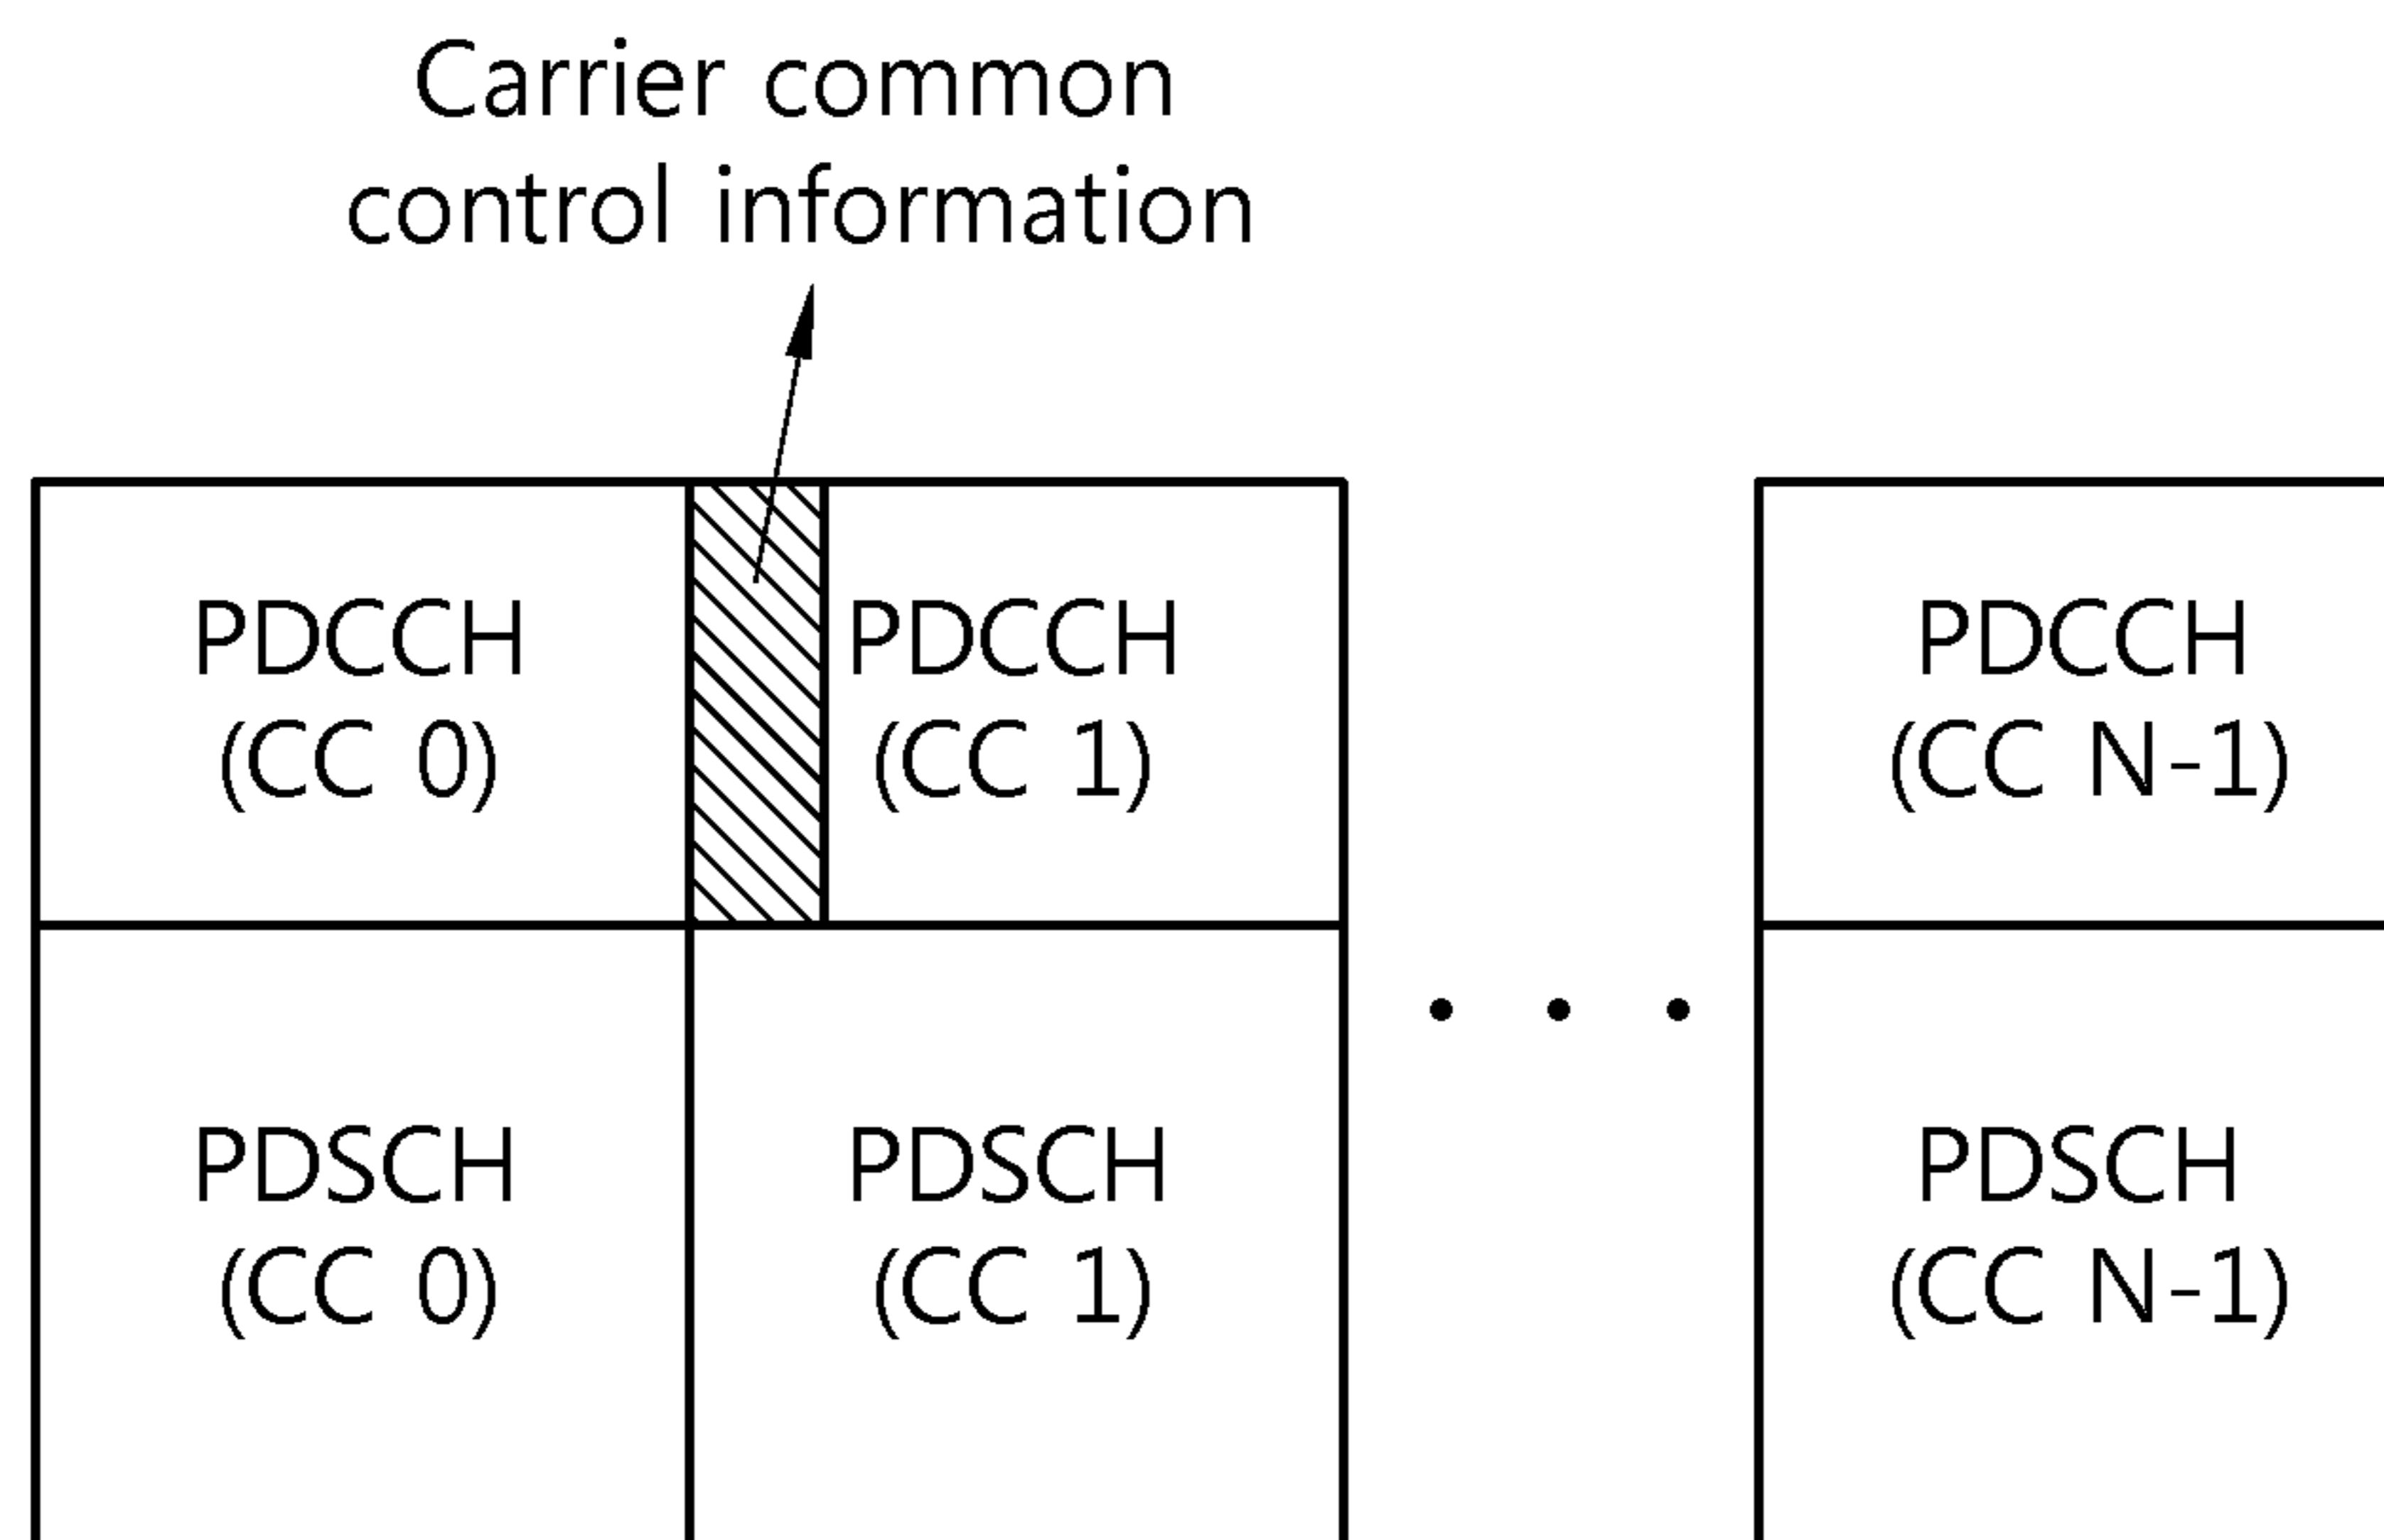 Carrier common
control information
PDCCH
(CC 0)
PDCCH
(CC 1)
PDCCH
(CC N-1)
PDSCH
(CC 0)
PDSCH
(CC 1)
PDSCH
(CC N-1)